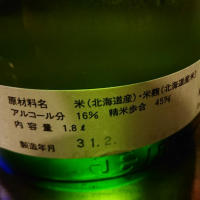 原材料名 米(北海道産)・米麹(北海道産米)
アルコール分 16% 精米歩合 45%
内容量 1.8ℓ
製造年月 31.2.